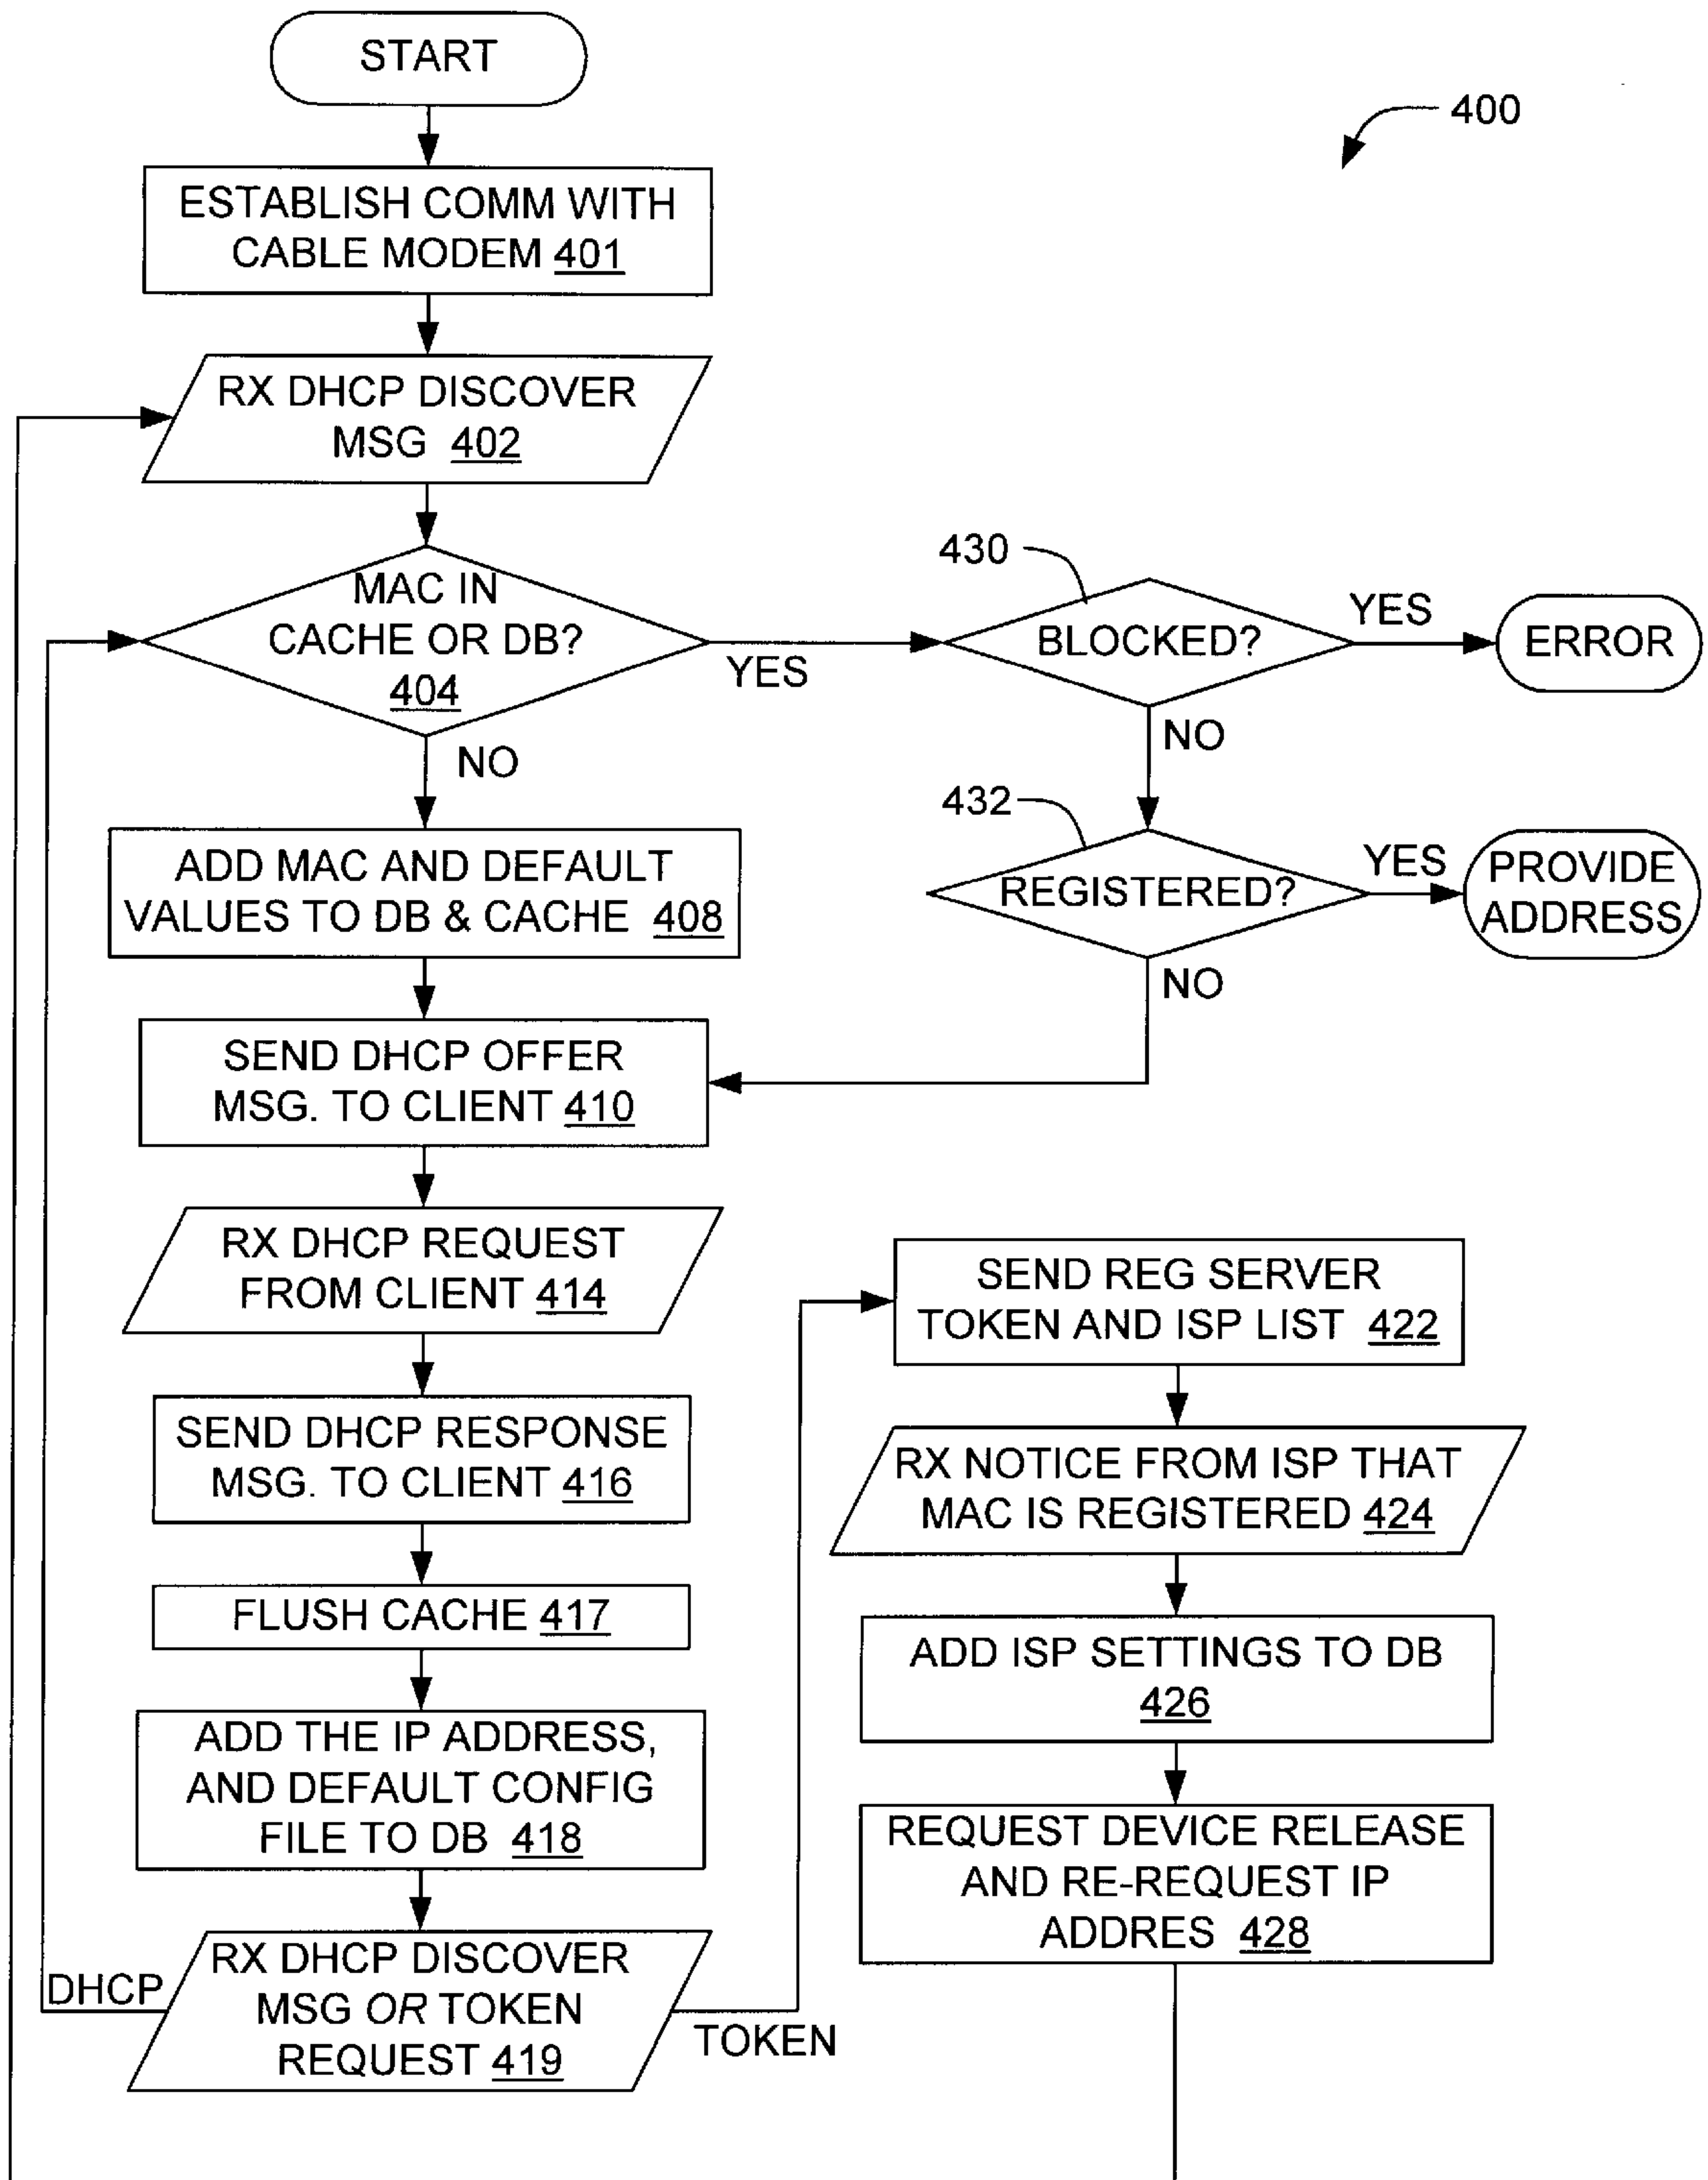 START
400
ESTABLISH COMM WITH
CABLE MODEM 401
RX DHCP DISCOVER
MSG 402
MAC IN
CACHE OR DB?
404
YES
NO
430
BLOCKED?
YES
ERROR
NO
432
REGISTERED?
YES
PROVIDE
ADDRESS
NO
ADD MAC AND DEFAULT
VALUES TO DB & CACHE 408
SEND DHCP OFFER
MSG. TO CLIENT 410
RX DHCP REQUEST
FROM CLIENT 414
SEND DHCP RESPONSE
MSG. TO CLIENT 416
FLUSH CACHE 417
ADD THE IP ADDRESS,
AND DEFAULT CONFIG
FILE TO DB 418
RX DHCP DISCOVER
MSG OR TOKEN
REQUEST 419
DHCP
TOKEN
SEND REG SERVER
TOKEN AND ISP LIST 422
RX NOTICE FROM ISP THAT
MAC IS REGISTERED 424
ADD ISP SETTINGS TO DB
426
REQUEST DEVICE RELEASE
AND RE-REQUEST IP
ADDRES 428